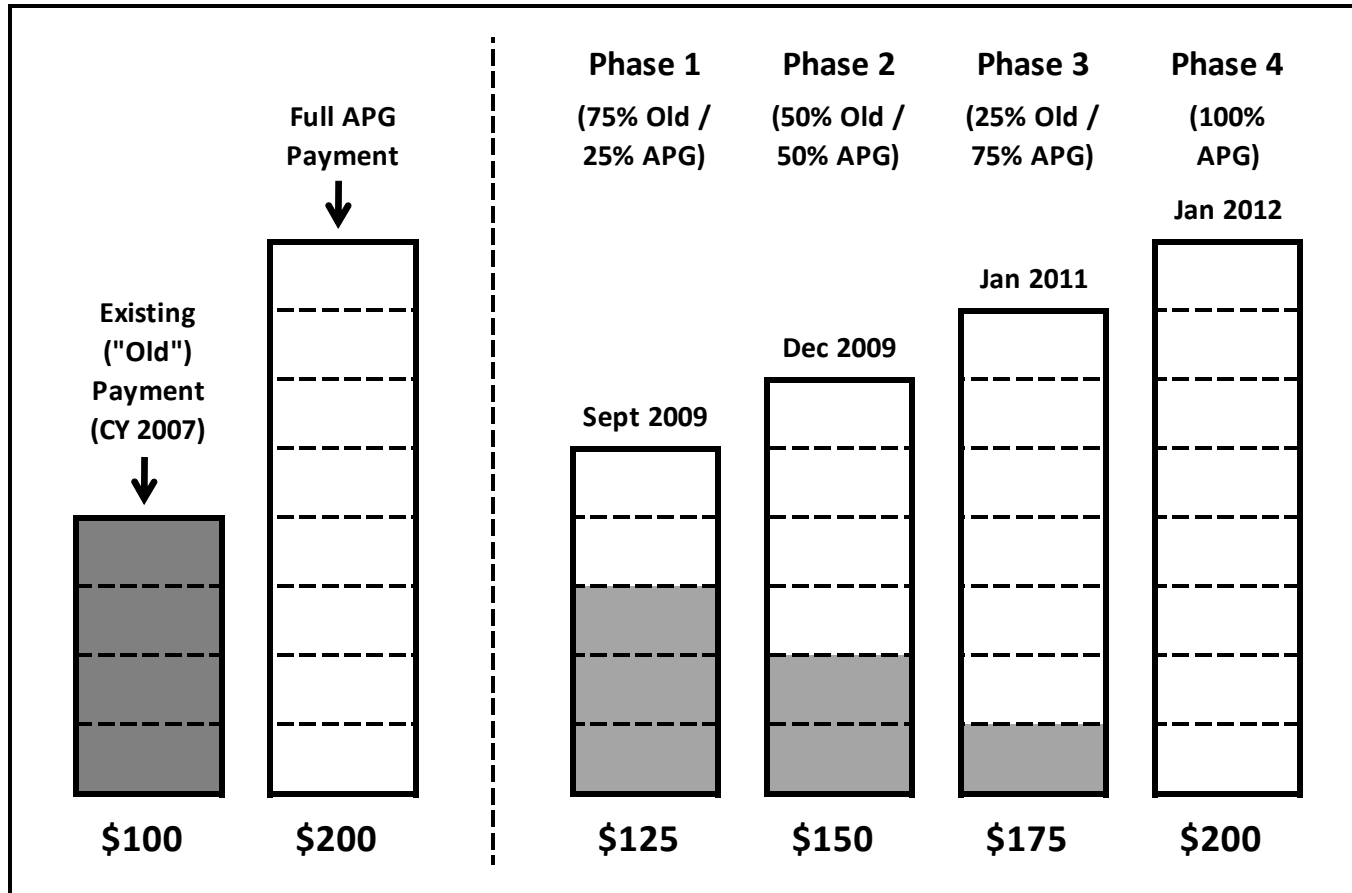 Full APG
Payment
Existing
("Old")
Payment
(CY 2007)
$100
$200
Phase 1
(75% Old /
25% APG)
Sept 2009
$125
Phase 2
(50% Old /
50% APG)
Dec 2009
$150
Phase 3
(25% Old /
75% APG)
Jan 2011
$175
Phase 4
(100%
APG)
Jan 2012
$200